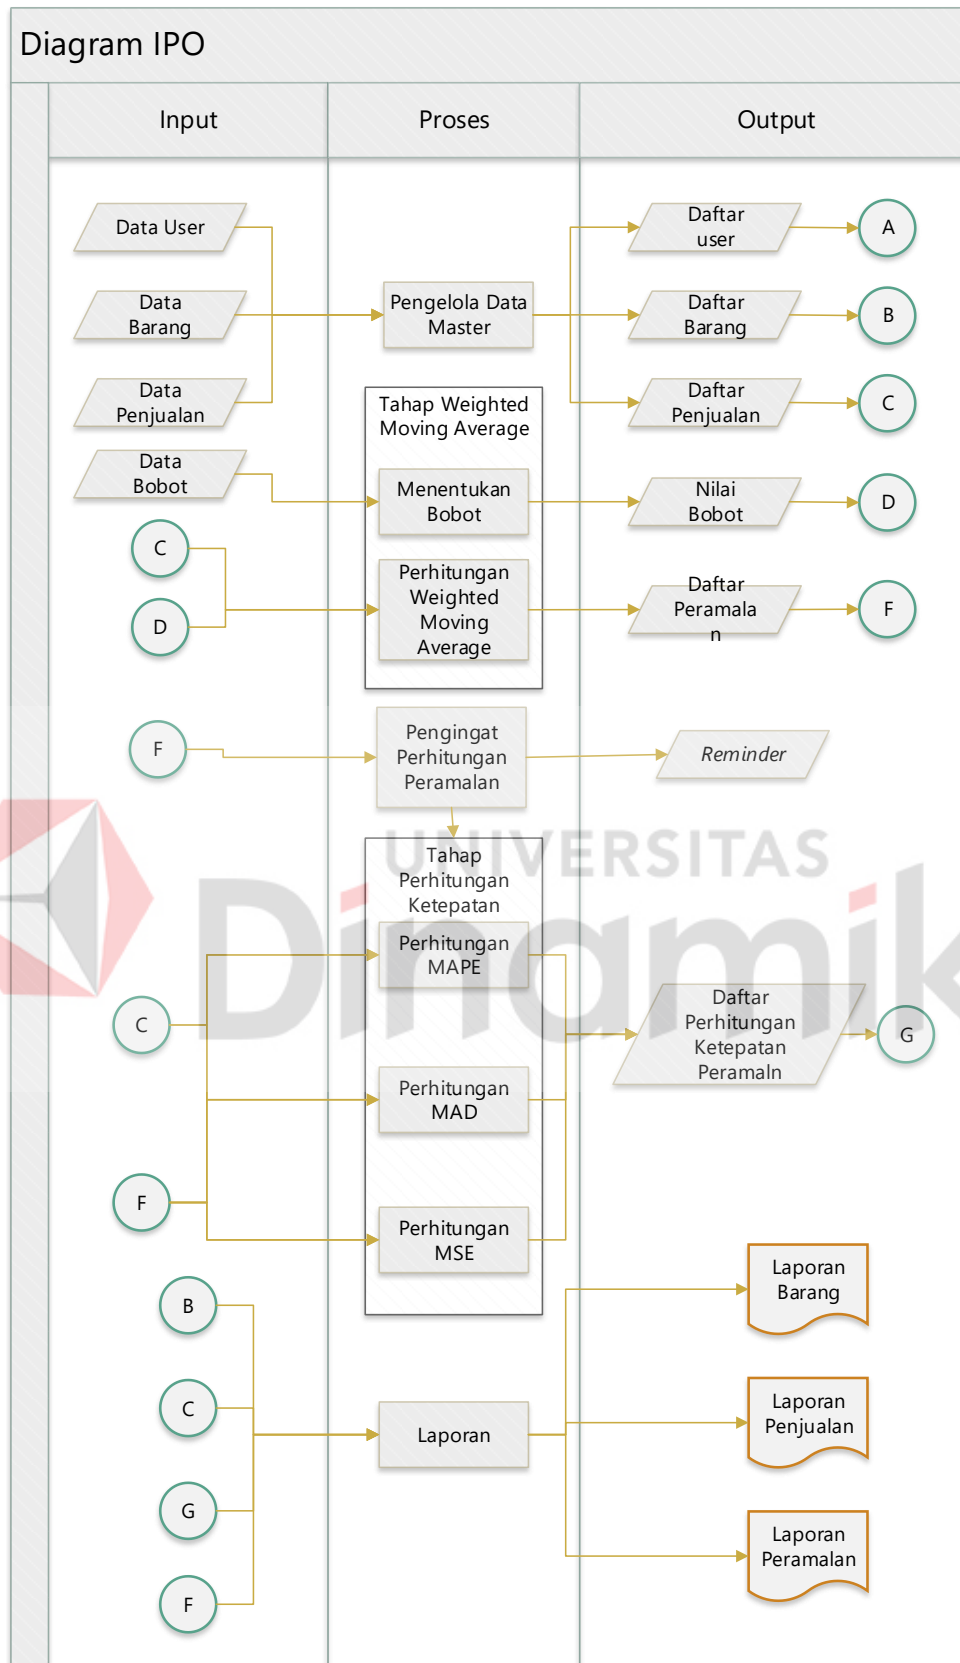 Diagram IPO
Input
Proses
Output
Data User
Daftar
user
A
Data
Barang
Pengelola Data
Master
Daftar
Barang
B
Data
Penjualan
Daftar
Penjualan
C
Tahap Weighted
Moving Average
Data
Bobot
Menentukan
Bobot
Nilai
Bobot
D
C
D
Perhitungan
Weighted
Moving
Average
Daftar
Peramala
n
F
F
Pengingat
Perhitungan
Peramalan
Reminder
UNIVERSITAS
Dinamik
Tahap
Perhitungan
Ketepatan
Perhitungan
MAPE
C
Daftar
Perhitungan
Ketepatan
Peramaln
G
Perhitungan
MAD
F
Perhitungan
MSE
B
Laporan
Barang
C
Laporan
Laporan
Penjualan
G
Laporan
Peramalan
F